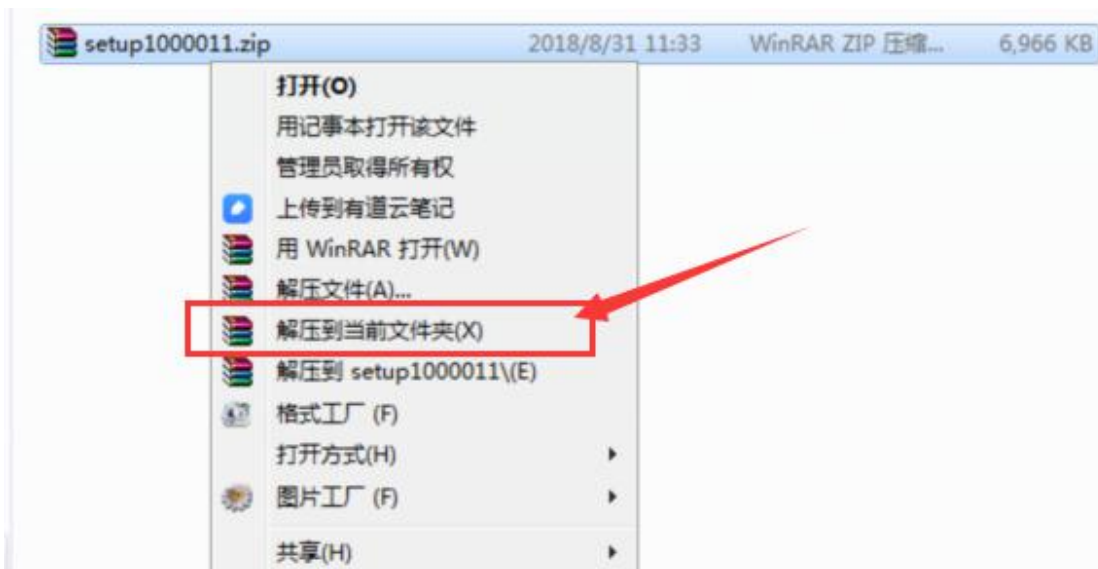 setup1000011.zip 2018/8/31 11:33 WinRAR ZIP 压缩... 6,966 KB
打开(O)
用记事本打开该文件
管理员取得所有权
上传到有道云笔记
用 WinRAR 打开(W)
解压文件(A)...
解压到当前文件夹(X)
解压到 setup1000011\(E)
格式工厂 (F)
打开方式(H)
图片工厂 (F)
共享(H)